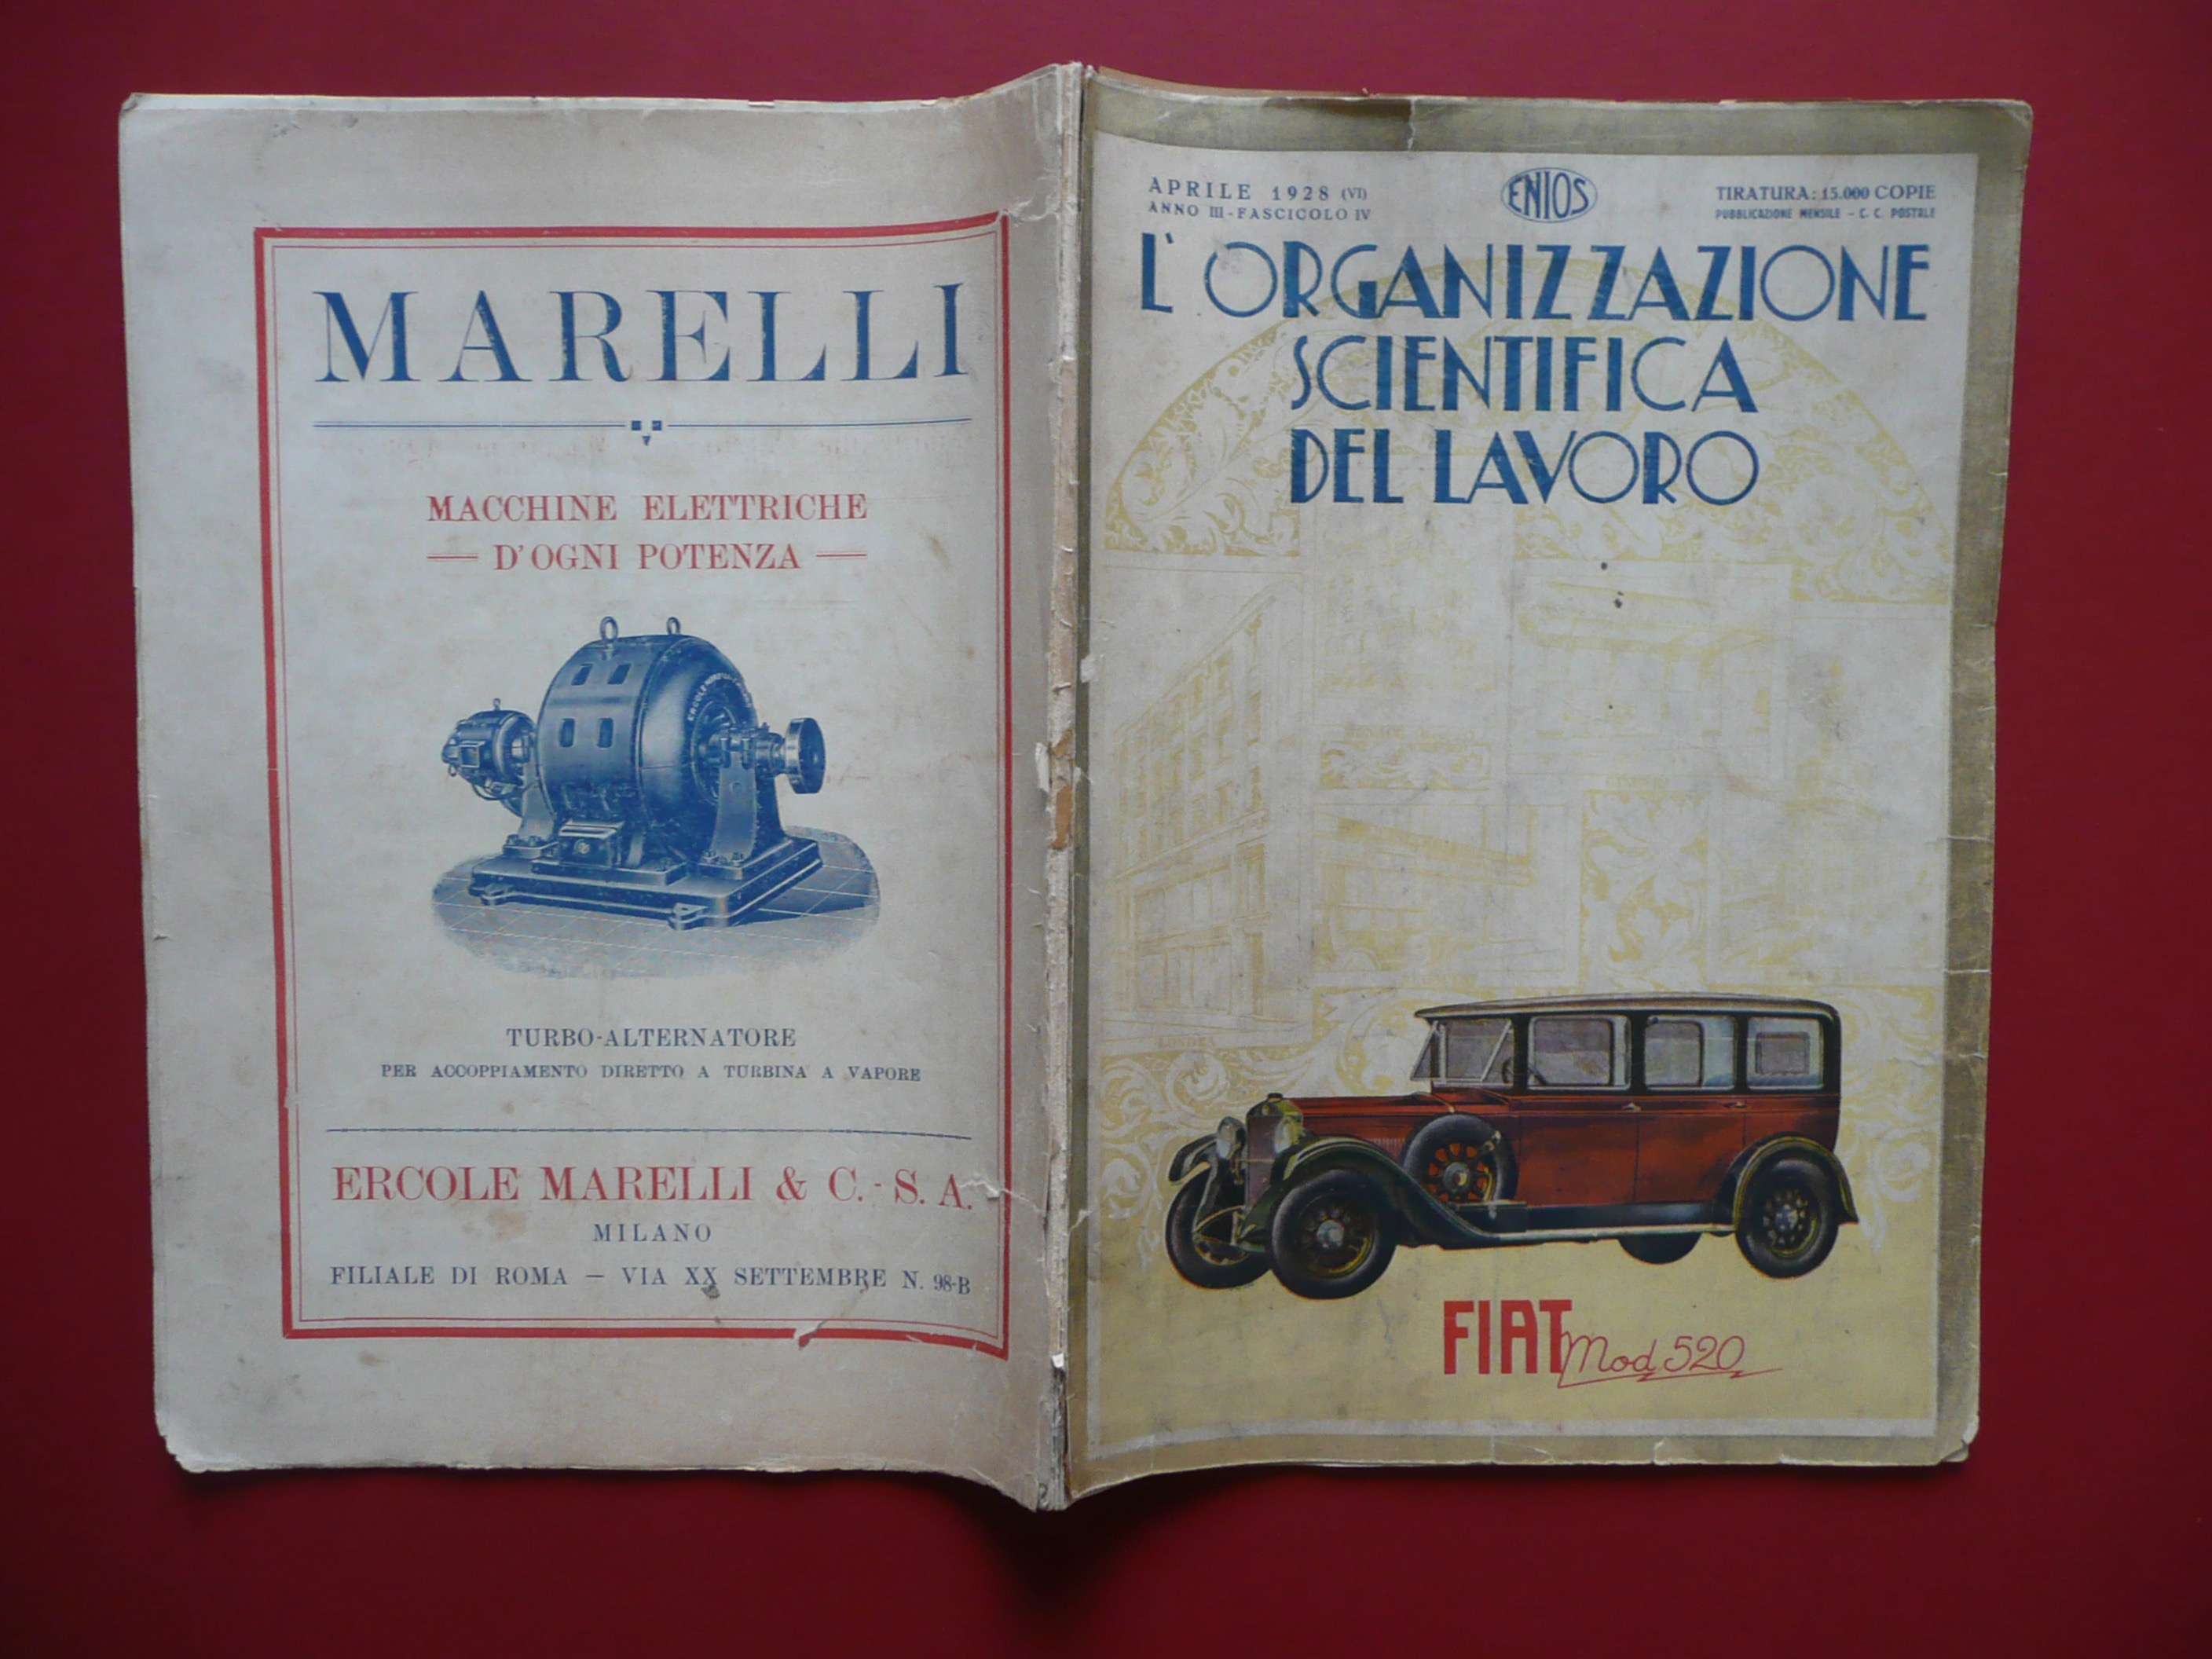 MARELLI
MACCHINE ELETTRICHE
D'OGNI POTENZA
TURBO-ALTERNATORE
PER ACCOPPIAMENTO DIRETTO A TURBINA A VAPORE
ERCOLE MARELLI & C. - S. A.
MILANO
FILIALE DI ROMA — VIA XX SETTEMBRE N. 98-B
APRILE 1928 (VI)
ANNO III - FASCICOLO IV
ENIOS
TIRATURA: 15.000 COPIE
PUBBLICAZIONE MENSILE - C. C. POSTALE
L'ORGANIZZAZIONE
SCIENTIFICA
DEL LAVORO
LONDRA
FIAT Mod. 520